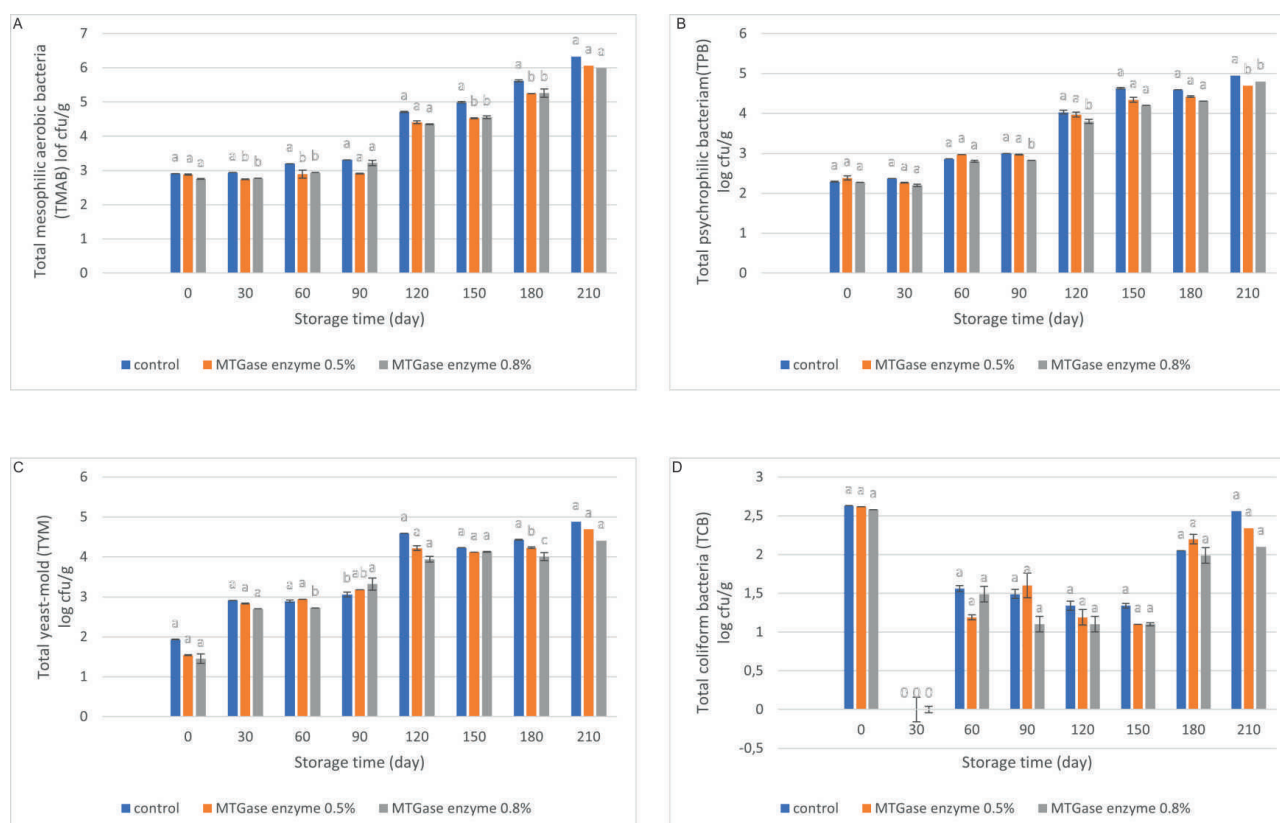 A
Total mesophilic aerobic bacteria
(TMAB) lof cfu/g
7
6
5
4
3
2
1
0
a a a
a b b
a b b
a a a
a a a
a b b
a b b
a a a
0 30 60 90 120 150 180 210
Storage time (day)
control MTGase enzyme 0.5% MTGase enzyme 0.8%
B
Total psychrophilic bacteriam(TPB)
log cfu/g
6
5
4
3
2
1
0
a a a
a a a
a a a
a a b
a a b
a a a
a a a
a b b
0 30 60 90 120 150 180 210
Storage time (day)
control MTGase enzyme 0.5% MTGase enzyme 0.8%
C
Total yeast-mold (TYM)
log cfu/g
6
5
4
3
2
1
0
a a a
a a a
a a b
b ab a
a a a
a a a
a b c
a a a
0 30 60 90 120 150 180 210
Storage time (day)
control MTGase enzyme 0.5% MTGase enzyme 0.8%
D
Total coliform bacteria (TCB)
log cfu/g
3
2,5
2
1,5
1
0,5
0
-0,5
a a a
0 0 0
a a a
a a a
a a a
a a a
a a a
a a a
0 30 60 90 120 150 180 210
Storage time (day)
control MTGase enzyme 0.5% MTGase enzyme 0.8%